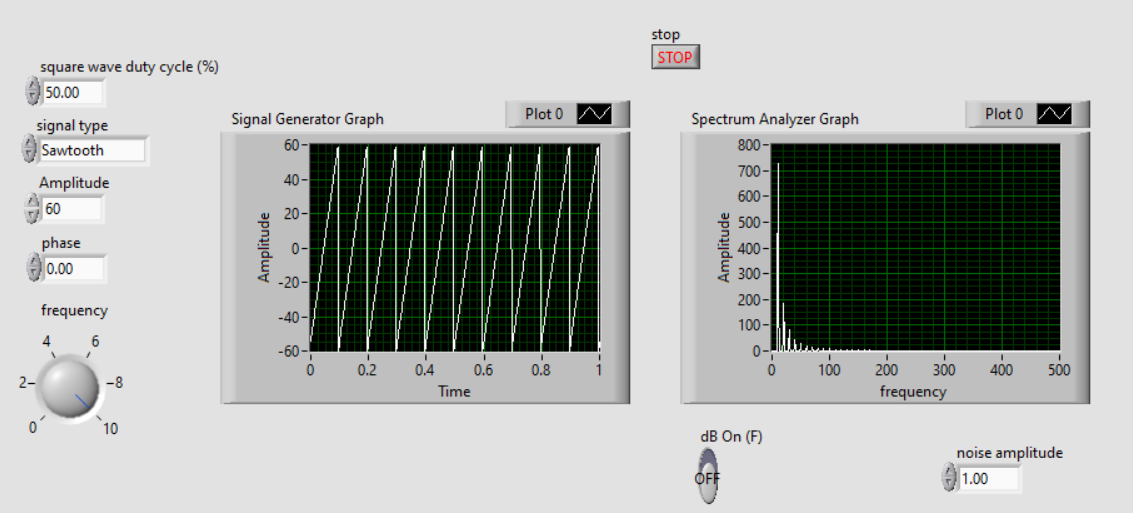 stop
STOP
square wave duty cycle (%)
50.00
signal type
Sawtooth
Amplitude
60
phase
0.00
frequency
4 6
2 8
0 10
Signal Generator Graph
Plot 0
Amplitude
60
40
20
0
-20
-40
-60
0 0.2 0.4 0.6 0.8 1
Time
Spectrum Analyzer Graph
Plot 0
Amplitude
800
700
600
500
400
300
200
100
0
0 100 200 300 400 500
frequency
dB On (F)
OFF
noise amplitude
1.00